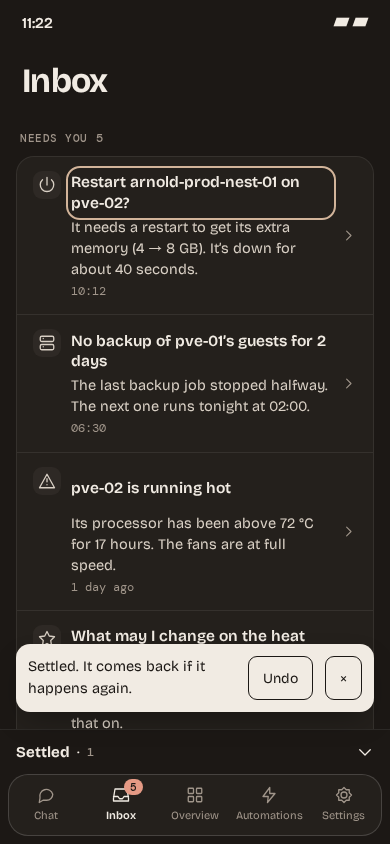 11:22
Inbox
NEEDS YOU 5
Restart arnold-prod-nest-01 on
pve-02?
It needs a restart to get its extra
memory (4 → 8 GB). It's down for
about 40 seconds.
10:12
No backup of pve-01's guests for 2
days
The last backup job stopped halfway.
The next one runs tonight at 02:00.
06:30
pve-02 is running hot
Its processor has been above 72 °C
for 17 hours. The fans are at full
speed.
1 day ago
What may I change on the heat
Settled. It comes back if it
happens again.
Undo
×
that on.
Settled · 1
5
Chat
Inbox
Overview
Automations
Settings